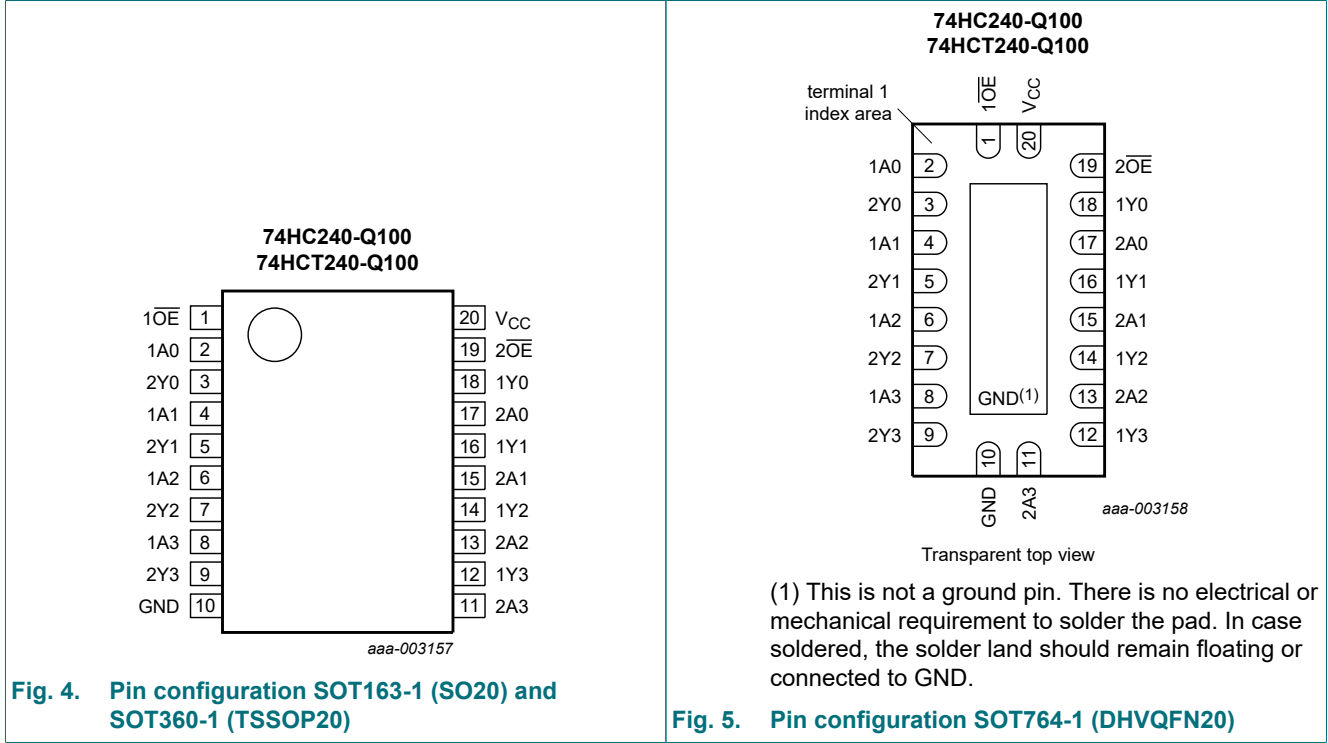 74HC240-Q100
74HCT240-Q100
1OE 1 20 VCC
1A0 2 19 2OE
2Y0 3 18 1Y0
1A1 4 17 2A0
2Y1 5 16 1Y1
1A2 6 15 2A1
2Y2 7 14 1Y2
1A3 8 13 2A2
2Y3 9 12 1Y3
GND 10 11 2A3
aaa-003157
Fig. 4. Pin configuration SOT163-1 (SO20) and
SOT360-1 (TSSOP20)
74HC240-Q100
74HCT240-Q100
terminal 1
index area
1OE VCC
1 20
1A0 2 19 2OE
2Y0 3 18 1Y0
1A1 4 17 2A0
2Y1 5 16 1Y1
1A2 6 15 2A1
2Y2 7 14 1Y2
1A3 8 GND(1) 13 2A2
2Y3 9 12 1Y3
10 11
GND 2A3
aaa-003158
Transparent top view
(1) This is not a ground pin. There is no electrical or
mechanical requirement to solder the pad. In case
soldered, the solder land should remain floating or
connected to GND.
Fig. 5. Pin configuration SOT764-1 (DHVQFN20)